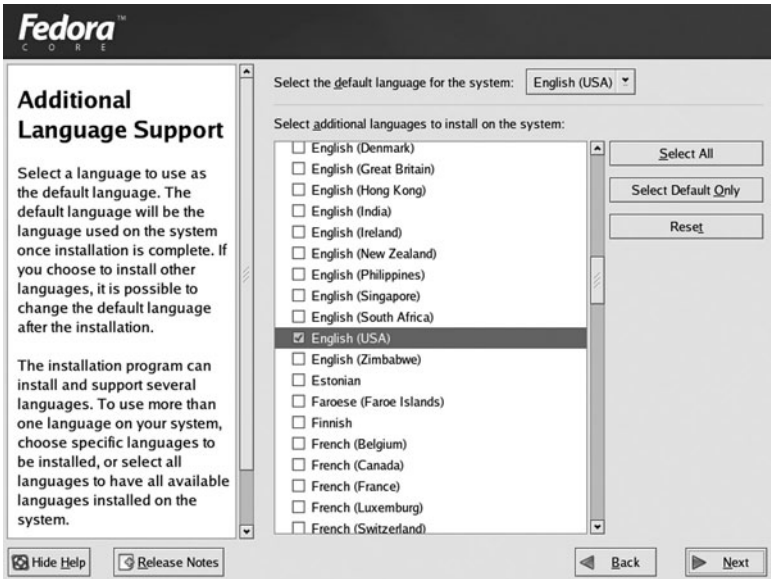 Fedora™
CORE
Additional
Language Support
Select a language to use as
the default language. The
default language will be the
language used on the system
once installation is complete. If
you choose to install other
languages, it is possible to
change the default language
after the installation.
The installation program can
install and support several
languages. To use more than
one language on your system,
choose specific languages to
be installed, or select all
languages to have all available
languages installed on the
system.
Select the default language for the system:
English (USA)
Select additional languages to install on the system:
English (Denmark)
English (Great Britain)
English (Hong Kong)
English (India)
English (Ireland)
English (New Zealand)
English (Philippines)
English (Singapore)
English (South Africa)
English (USA)
English (Zimbabwe)
Estonian
Faroese (Faroe Islands)
Finnish
French (Belgium)
French (Canada)
French (France)
French (Luxemburg)
French (Switzerland)
Select All
Select Default Only
Reset
Hide Help
Release Notes
Back
Next